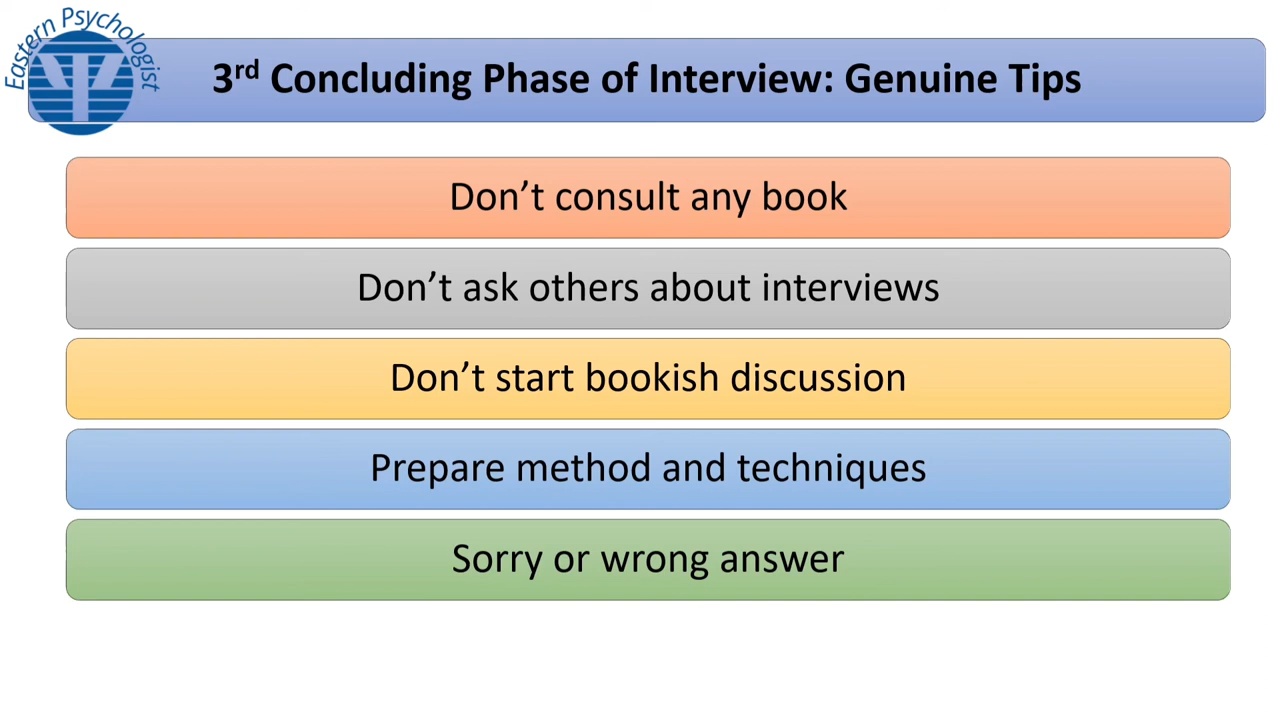 Eastern Psychologist
3rd Concluding Phase of Interview: Genuine Tips
Don’t consult any book
Don’t ask others about interviews
Don’t start bookish discussion
Prepare method and techniques
Sorry or wrong answer